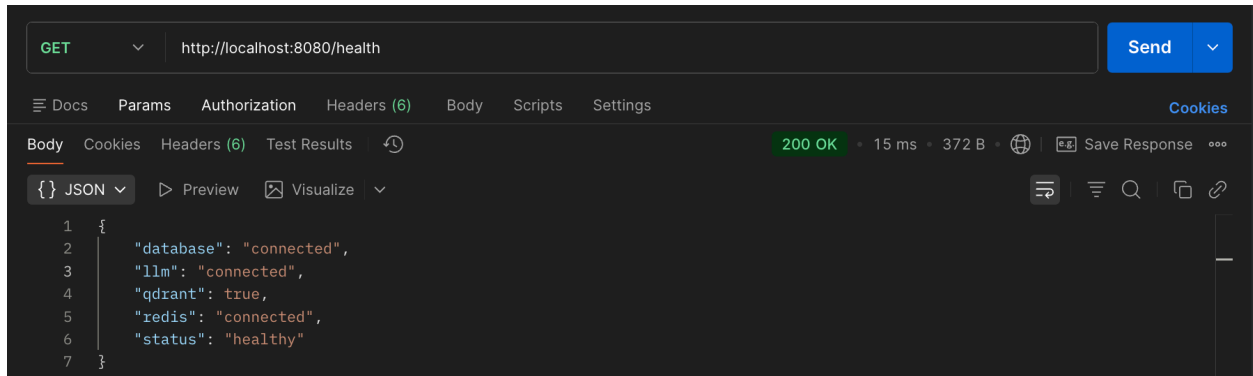 GET http://localhost:8080/health Send
Docs Params Authorization Headers (6) Body Scripts Settings Cookies
Body Cookies Headers (6) Test Results 200 OK • 15 ms • 372 B • e.g. Save Response
{} JSON Preview Visualize
1 {
2 "database": "connected",
3 "llm": "connected",
4 "qdrant": true,
5 "redis": "connected",
6 "status": "healthy"
7 }